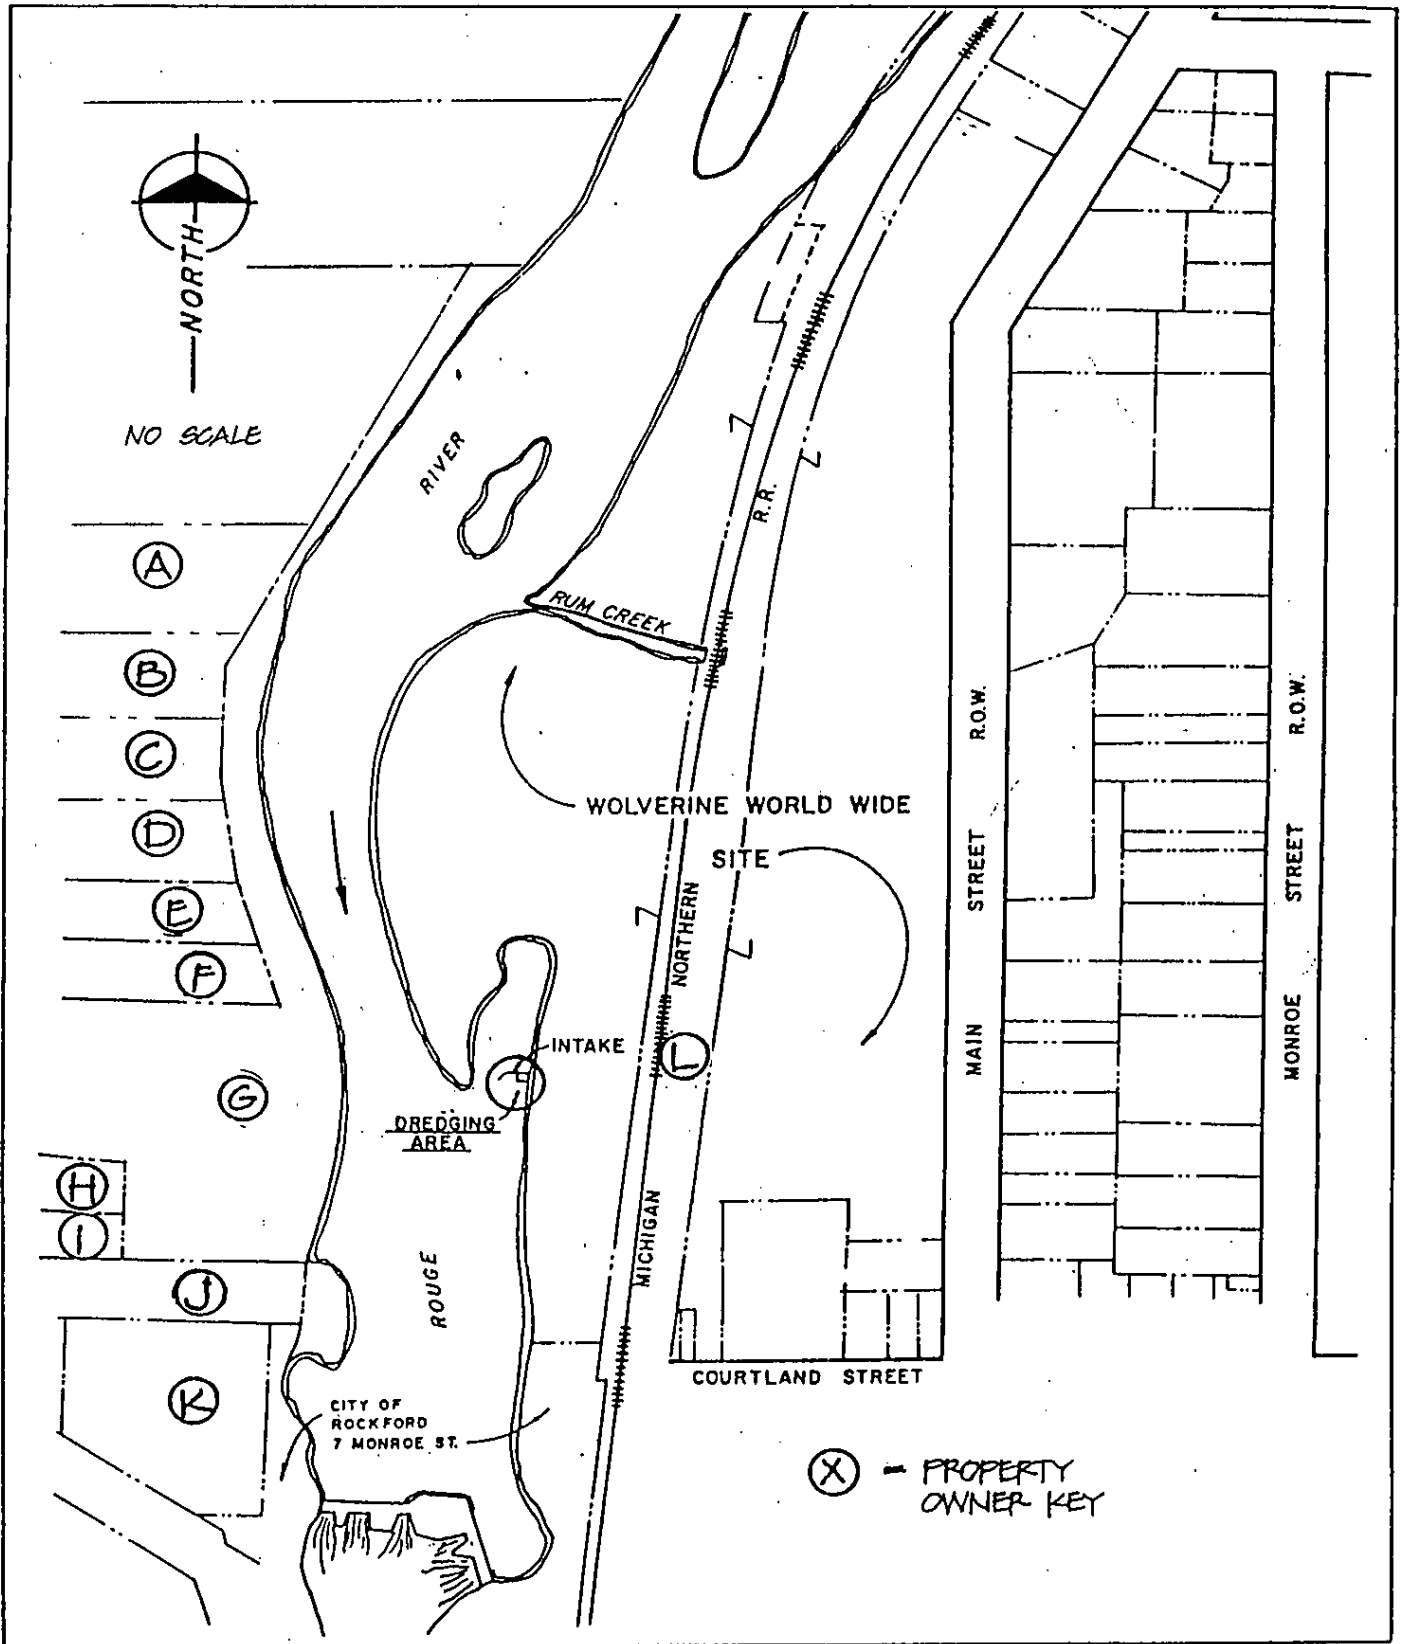 NORTH
NO SCALE
RIVER
R.R.
A
RUM CREEK
B
C
WOLVERINE WORLD WIDE
SITE
D
E
F
NORTHERN
MAIN STREET R.O.W.
MONROE STREET R.O.W.
INTAKE
L
G
DREDGING
AREA
H
I
MICHIGAN
J
ROUGE
COURTLAND STREET
K
CITY OF
ROCKFORD
7 MONROE ST.
X - PROPERTY
OWNER KEY